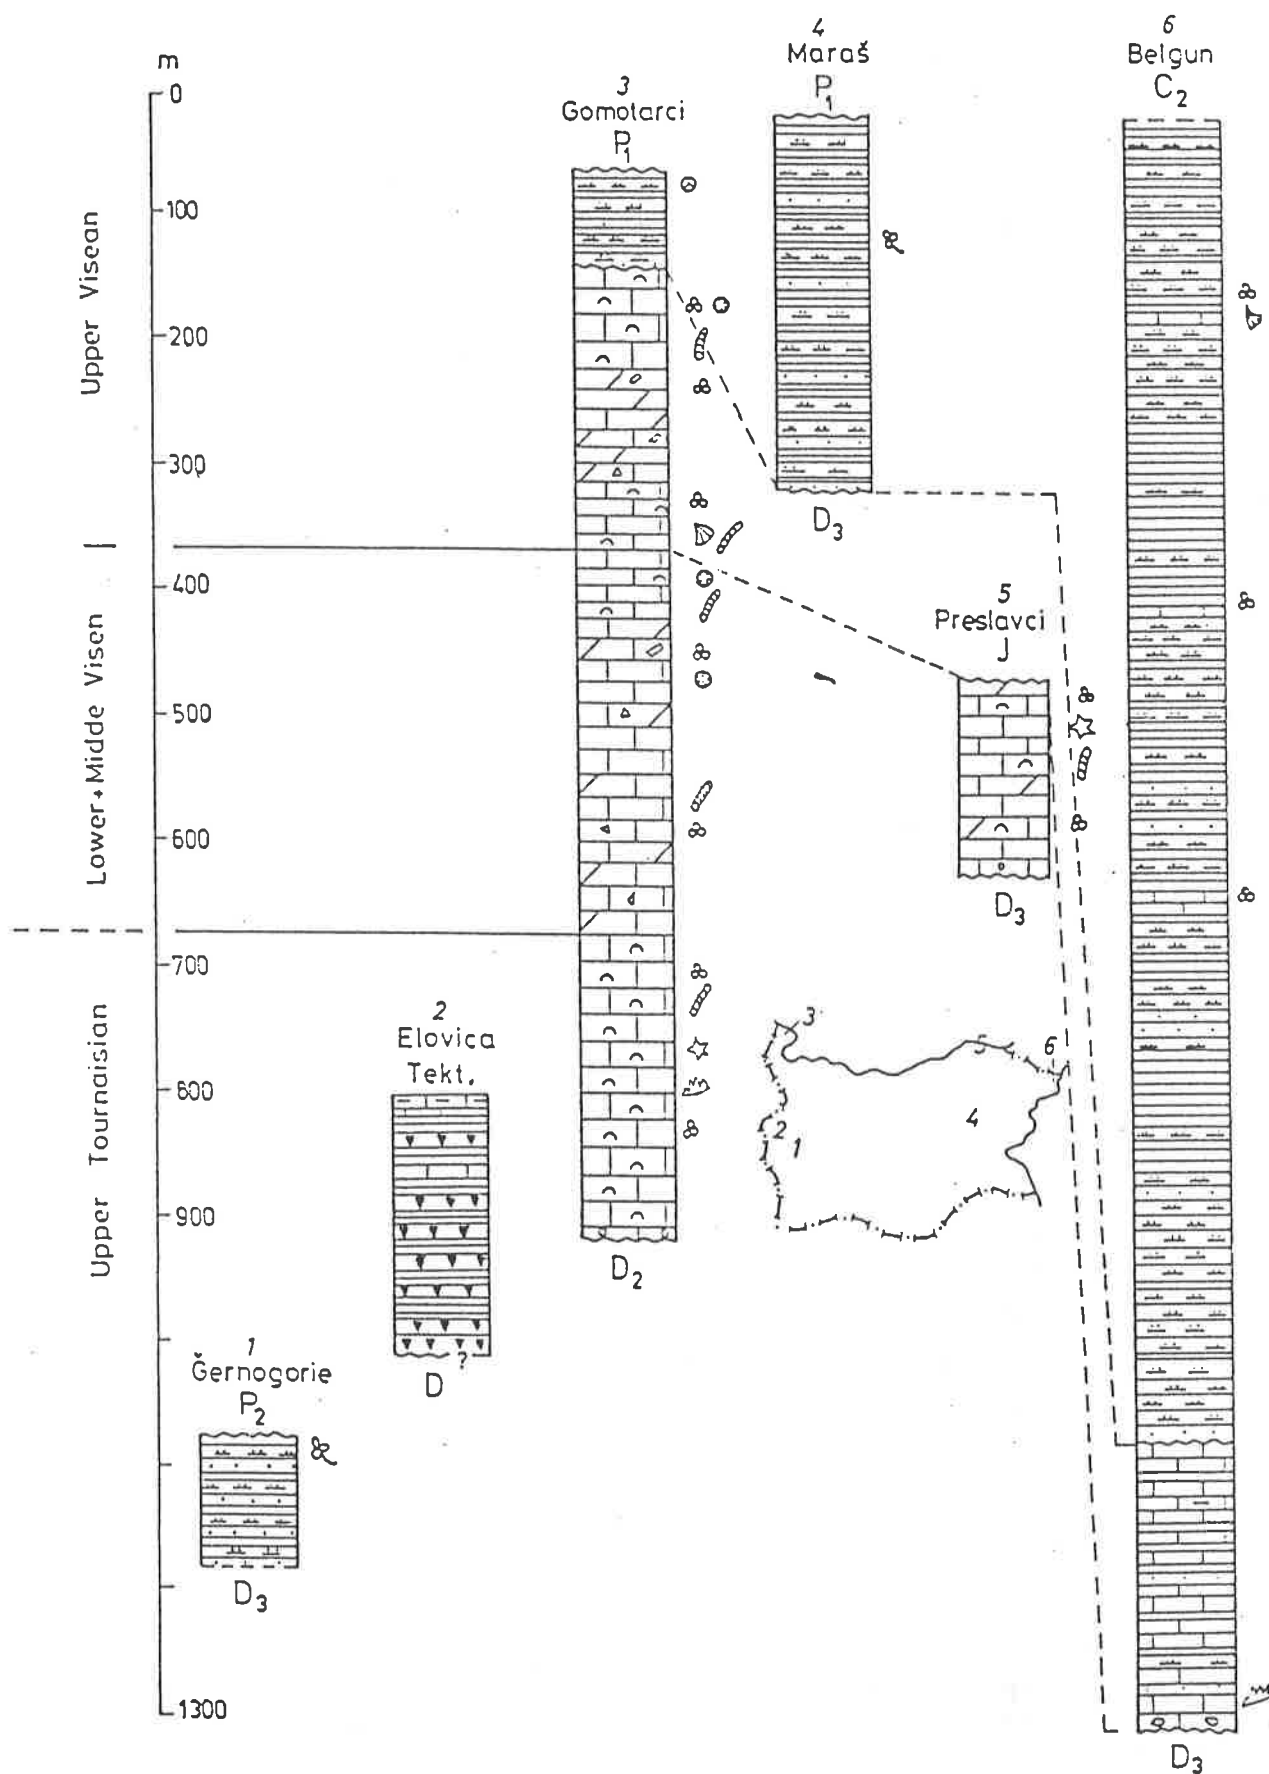 m
0
100
200
300
400
500
600
700
800
900
1300
Upper Visean
Lower+Midde Visen
Upper Tournaisian
1
Černogorie
P2
D3
2
Elovica
Tekt.
?
D
3
Gomotarci
P1
D2
4
Maraš
P1
D3
5
Preslavci
J
D3
6
Belgun
C2
D3
3
5
6
4
2
1